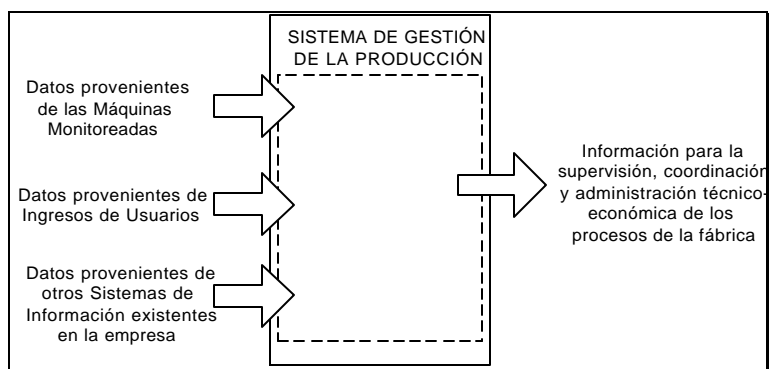 SISTEMA DE GESTIÓN
DE LA PRODUCCIÓN
Datos provenientes
de las Máquinas
Monitoreadas
Datos provenientes de
Ingresos de Usuarios
Datos provenientes de
otros Sistemas de
Información existentes
en la empresa
Información para la
supervisión, coordinación
y administración técnico-
económica de los
procesos de la fábrica